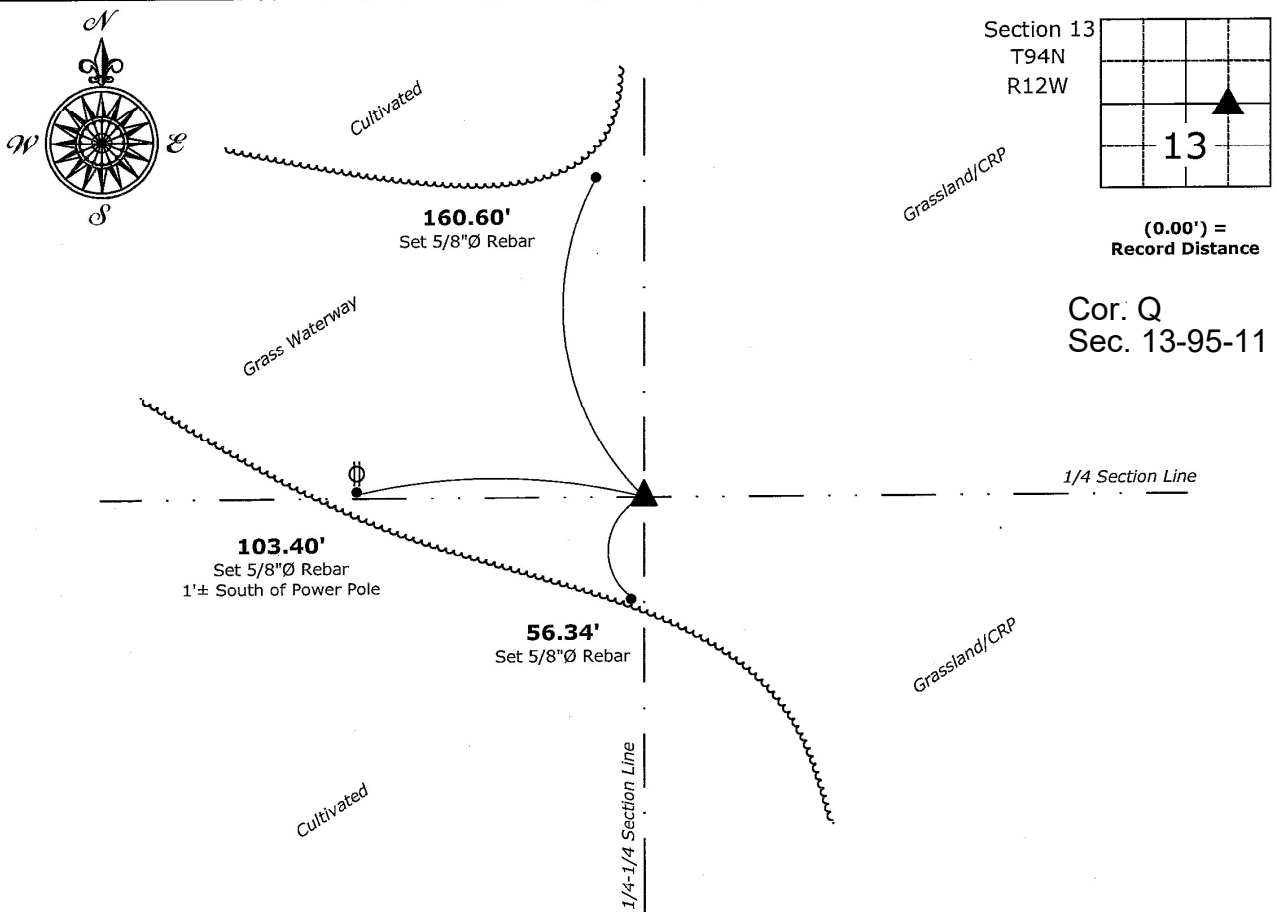 N
W
E
S
Section 13
T94N
R12W
13
(0.00') =
Record Distance
Cor. Q
Sec. 13-95-11
Cultivated
Grassland/CRP
160.60'
Set 5/8"Ø Rebar
Grass Waterway
1/4 Section Line
103.40'
Set 5/8"Ø Rebar
1'± South of Power Pole
56.34'
Set 5/8"Ø Rebar
Grassland/CRP
Cultivated
1/4-1/4 Section Line